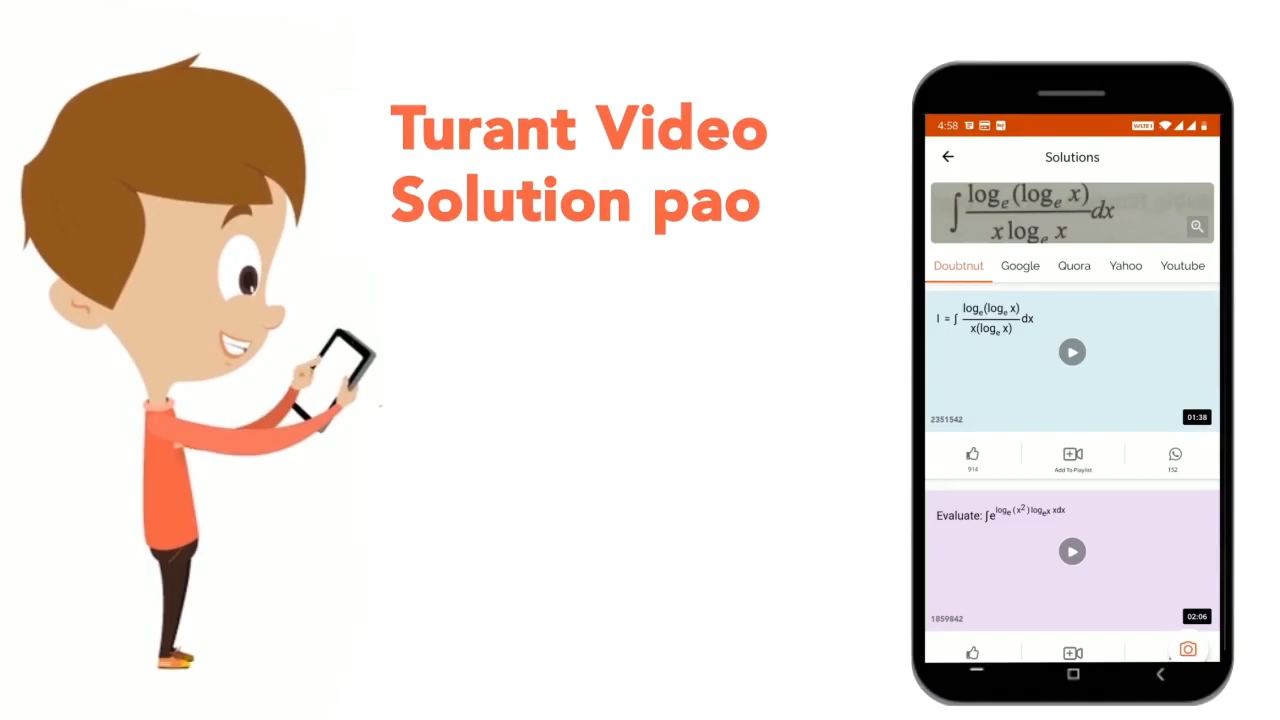 Turant Video
Solution pao
4:58
VoLTE1
Solutions
∫ logₑ(logₑ x) / x logₑ x dx
Doubtnut Google Quora Yahoo Youtube
I = ∫ logₑ(logₑ x) / x(logₑ x) dx
2351542 01:38
914 Add To Playlist 152
Evaluate: ∫e^logₑ(x²)logₑx xdx
1859842 02:06